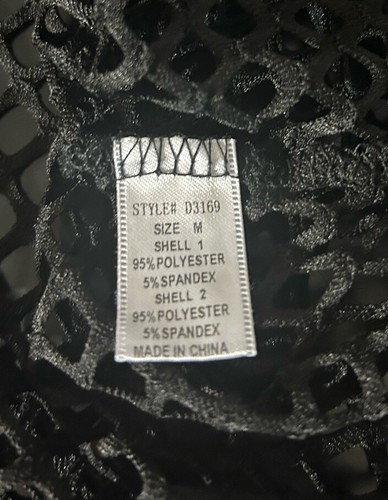 STYLE# D3169
SIZE M
SHELL 1
95%POLYESTER
5%SPANDEX
SHELL 2
95%POLYESTER
5%SPANDEX
MADE IN CHINA